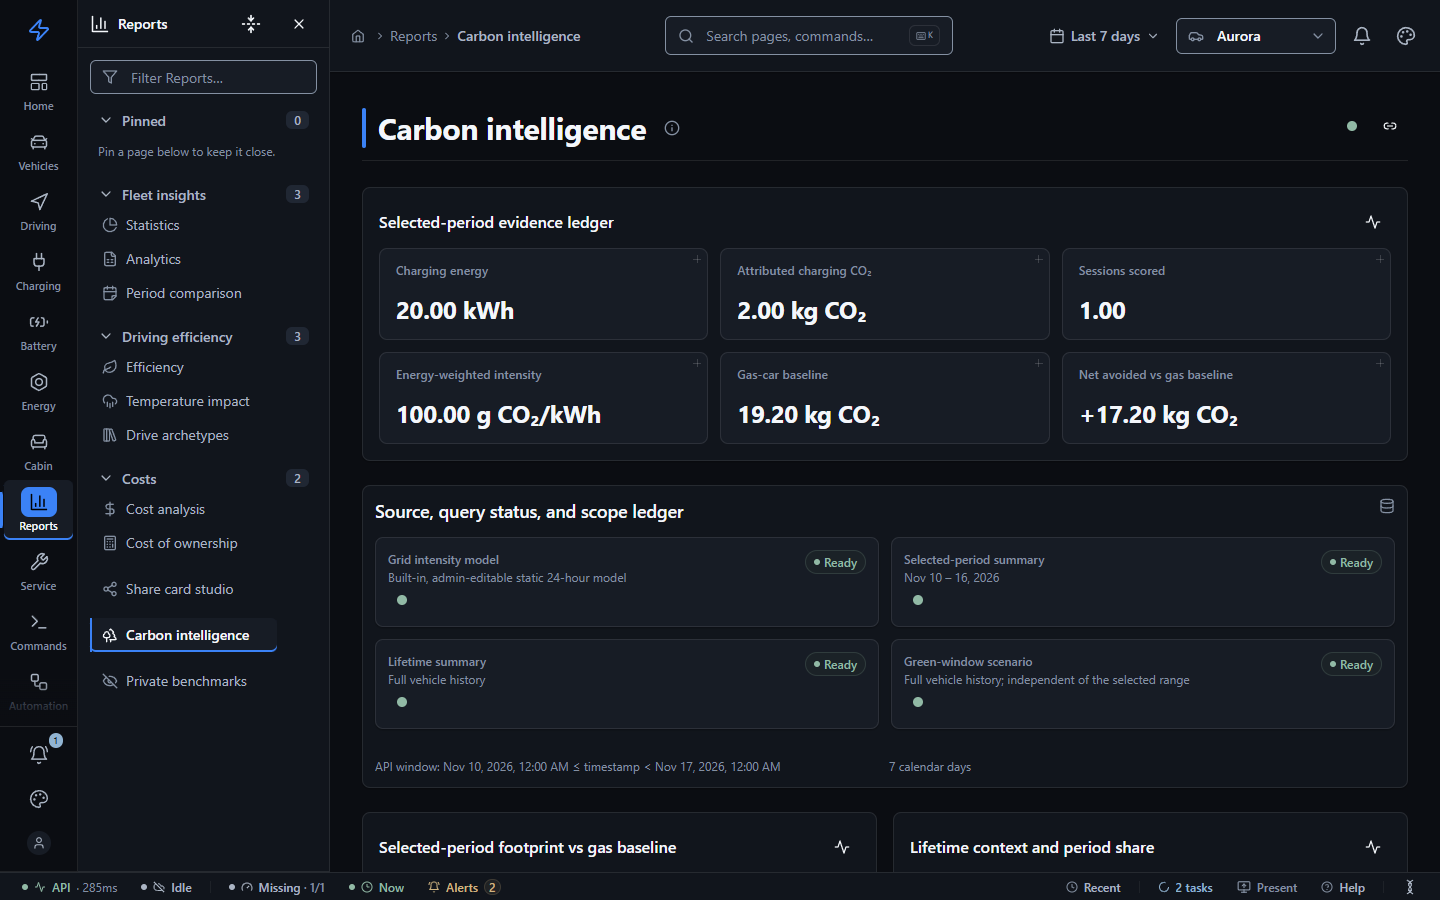 Reports
Reports
Carbon intelligence
Search pages, commands...
K
Last 7 days
Aurora
Home
Vehicles
Driving
Charging
Battery
Energy
Cabin
Reports
Service
Commands
Automation
1
Filter Reports...
Pinned
0
Pin a page below to keep it close.
Fleet insights
3
Statistics
Analytics
Period comparison
Driving efficiency
3
Efficiency
Temperature impact
Drive archetypes
Costs
2
Cost analysis
Cost of ownership
Share card studio
Carbon intelligence
Private benchmarks
Carbon intelligence
Selected-period evidence ledger
Charging energy
20.00 kWh
Attributed charging CO₂
2.00 kg CO₂
Sessions scored
1.00
Energy-weighted intensity
100.00 g CO₂/kWh
Gas-car baseline
19.20 kg CO₂
Net avoided vs gas baseline
+17.20 kg CO₂
Source, query status, and scope ledger
Grid intensity model
Built-in, admin-editable static 24-hour model
Ready
Selected-period summary
Nov 10 – 16, 2026
Ready
Lifetime summary
Full vehicle history
Ready
Green-window scenario
Full vehicle history; independent of the selected range
Ready
API window: Nov 10, 2026, 12:00 AM ≤ timestamp < Nov 17, 2026, 12:00 AM
7 calendar days
Selected-period footprint vs gas baseline
Lifetime context and period share
API · 285ms
Idle
Missing · 1/1
Now
Alerts 2
Recent
2 tasks
Present
Help